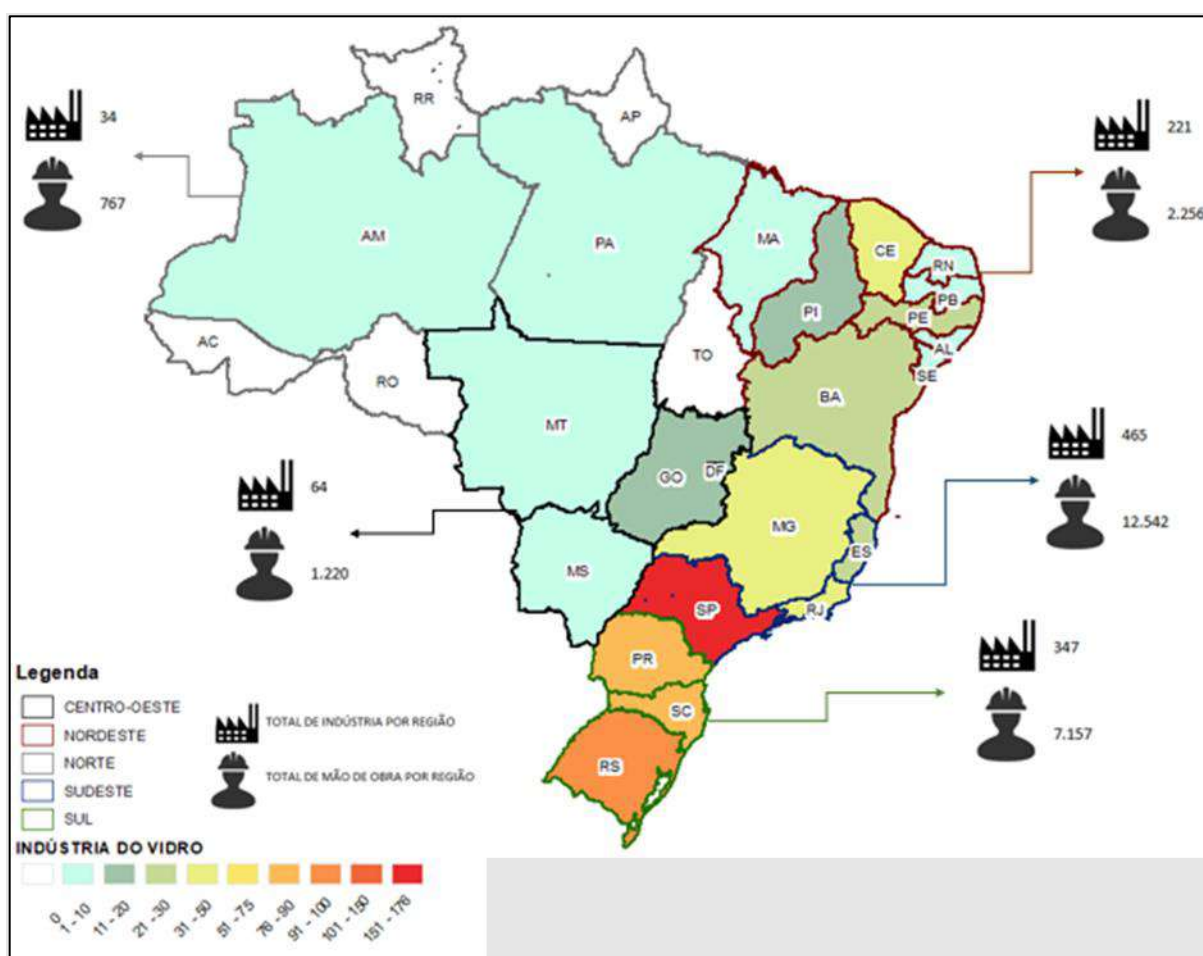 34
767
221
2.256
465
12.542
64
1.220
347
7.157
RR
AP
AM
PA
MA
CE
RN
PB
PE
PI
AL
SE
AC
RO
TO
BA
MT
GO
DF
MG
ES
MS
SP
RJ
PR
SC
RS
Legenda
CENTRO-OESTE
NORDESTE
NORTE
SUDESTE
SUL
TOTAL DE INDÚSTRIA POR REGIÃO
TOTAL DE MÃO DE OBRA POR REGIÃO
INDÚSTRIA DO VIDRO
0
1 - 10
11 - 20
21 - 30
31 - 50
51 - 75
76 - 90
91 - 100
101 - 150
151 - 176